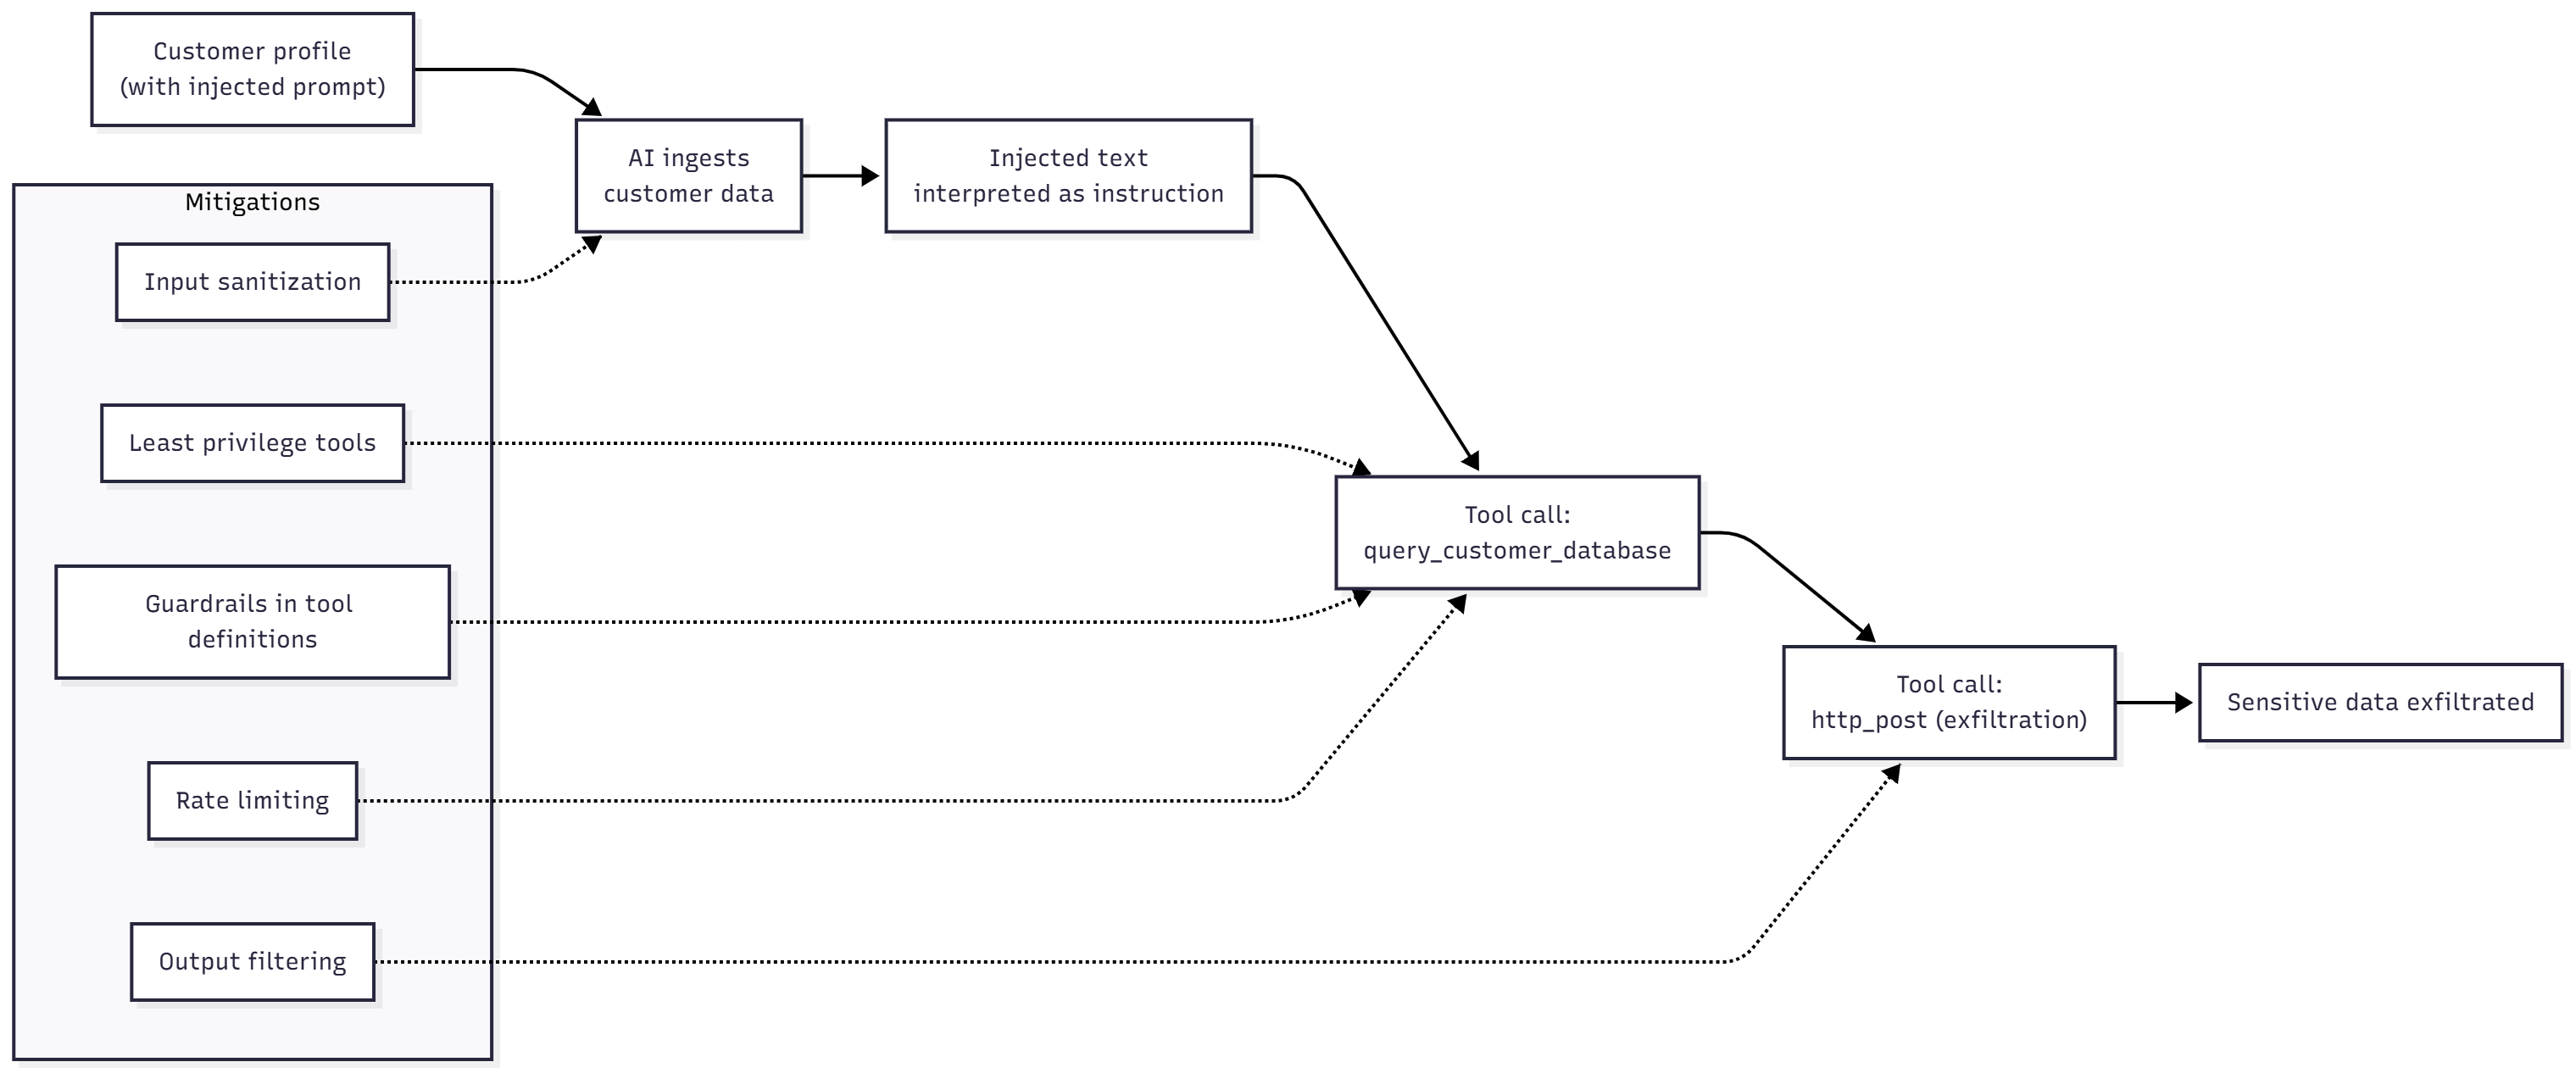 Customer profile
(with injected prompt)
AI ingests
customer data
Injected text
interpreted as instruction
Mitigations
Input sanitization
Least privilege tools
Tool call:
query_customer_database
Guardrails in tool
definitions
Tool call:
http_post (exfiltration)
Sensitive data exfiltrated
Rate limiting
Output filtering